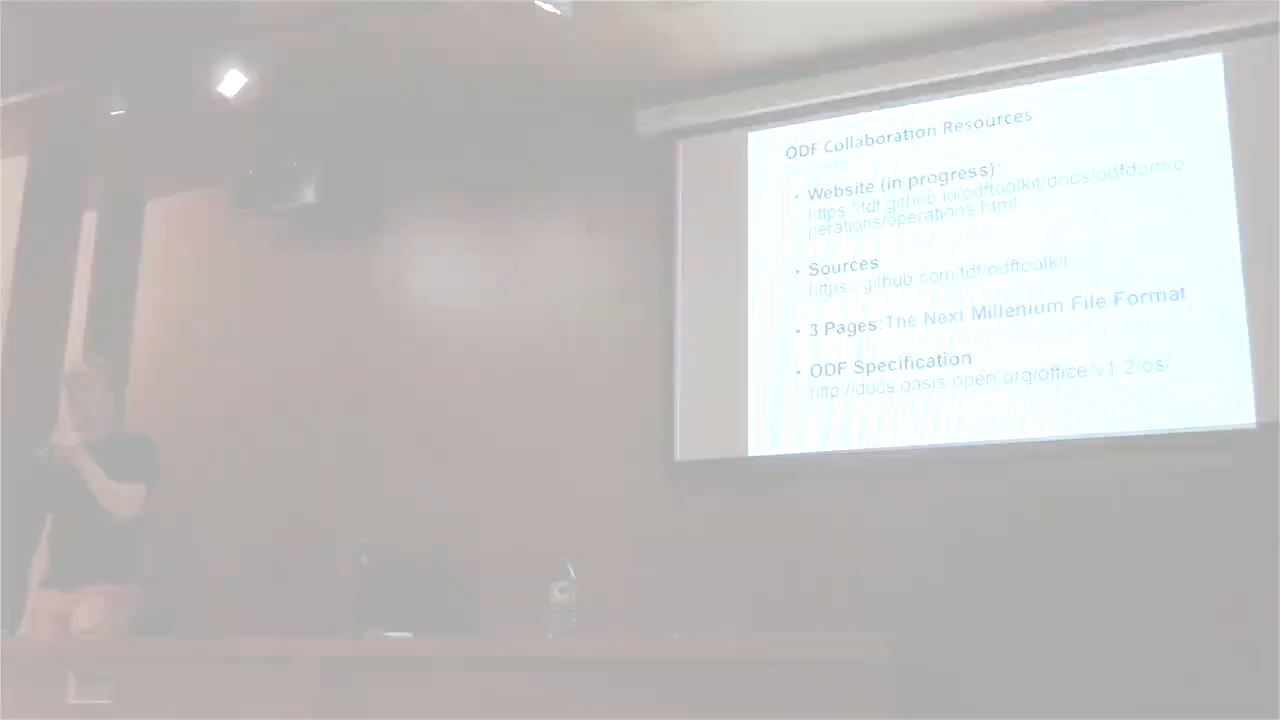 ODF Collaboration Resources
• Website (in progress):
https://tdf.github.io/odftoolkit/docs/odfdom/o
perations/operations.html
• Sources
https://github.com/tdf/odftoolkit
• 3 Pages:The Next Millenium File Format
• ODF Specification
http://docs.oasis-open.org/office/v1.2/os/